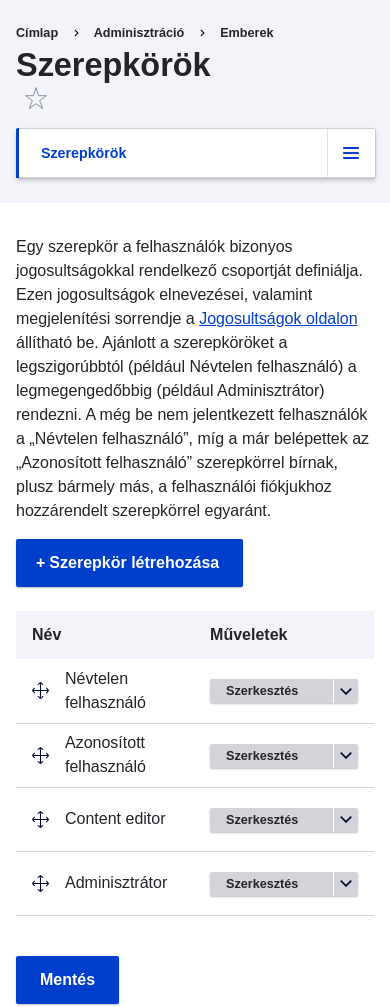 Címlap > Adminisztráció > Emberek
Szerepkörök
Szerepkörök
Egy szerepkör a felhasználók bizonyos
jogosultságokkal rendelkező csoportját definiálja.
Ezen jogosultságok elnevezései, valamint
megjelenítési sorrendje a Jogosultságok oldalon
állítható be. Ajánlott a szerepköröket a
legszigorúbbtól (például Névtelen felhasználó) a
legmegengedőbbig (például Adminisztrátor)
rendezni. A még be nem jelentkezett felhasználók
a „Névtelen felhasználó”, míg a már belépettek az
„Azonosított felhasználó” szerepkörrel bírnak,
plusz bármely más, a felhasználói fiókjukhoz
hozzárendelt szerepkörrel egyaránt.
+ Szerepkör létrehozása
Név Műveletek
Névtelen
felhasználó
Szerkesztés
Azonosított
felhasználó
Szerkesztés
Content editor Szerkesztés
Adminisztrátor Szerkesztés
Mentés